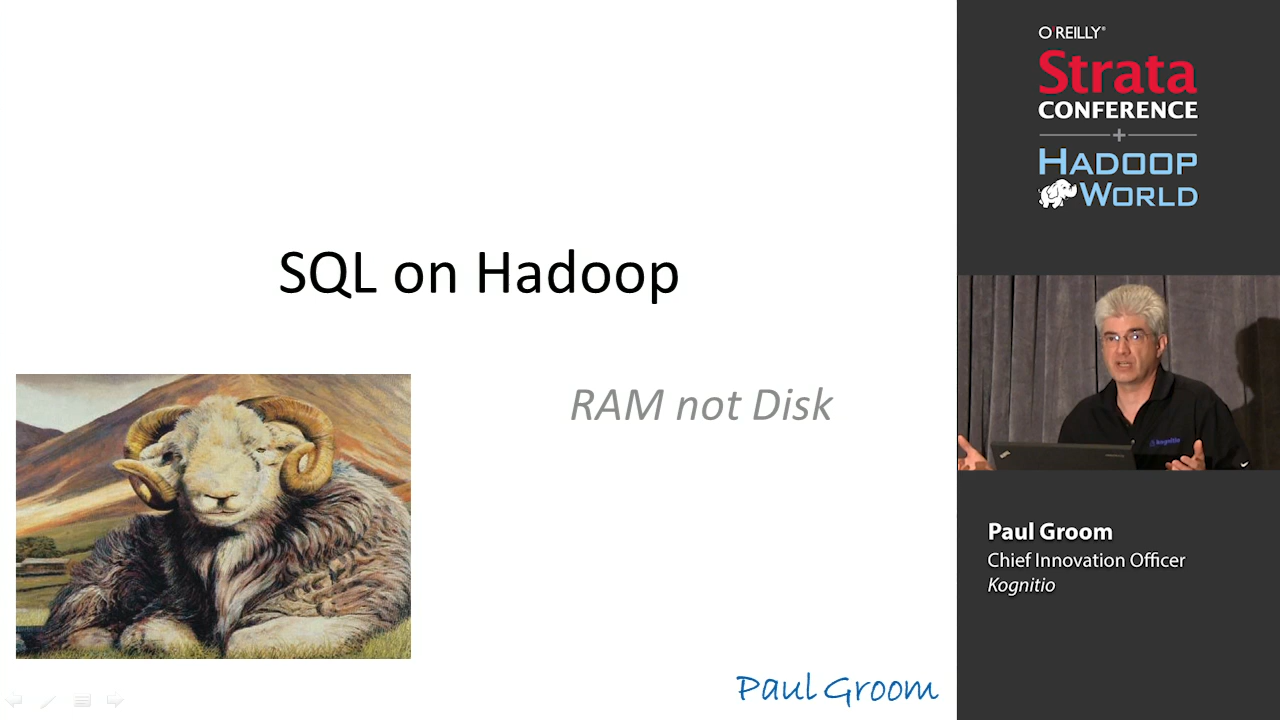 SQL on Hadoop
RAM not Disk
Paul Groom
O'REILLY®
Strata
CONFERENCE
+
HADOOP
WORLD
kognitio
Paul Groom
Chief Innovation Officer
Kognitio